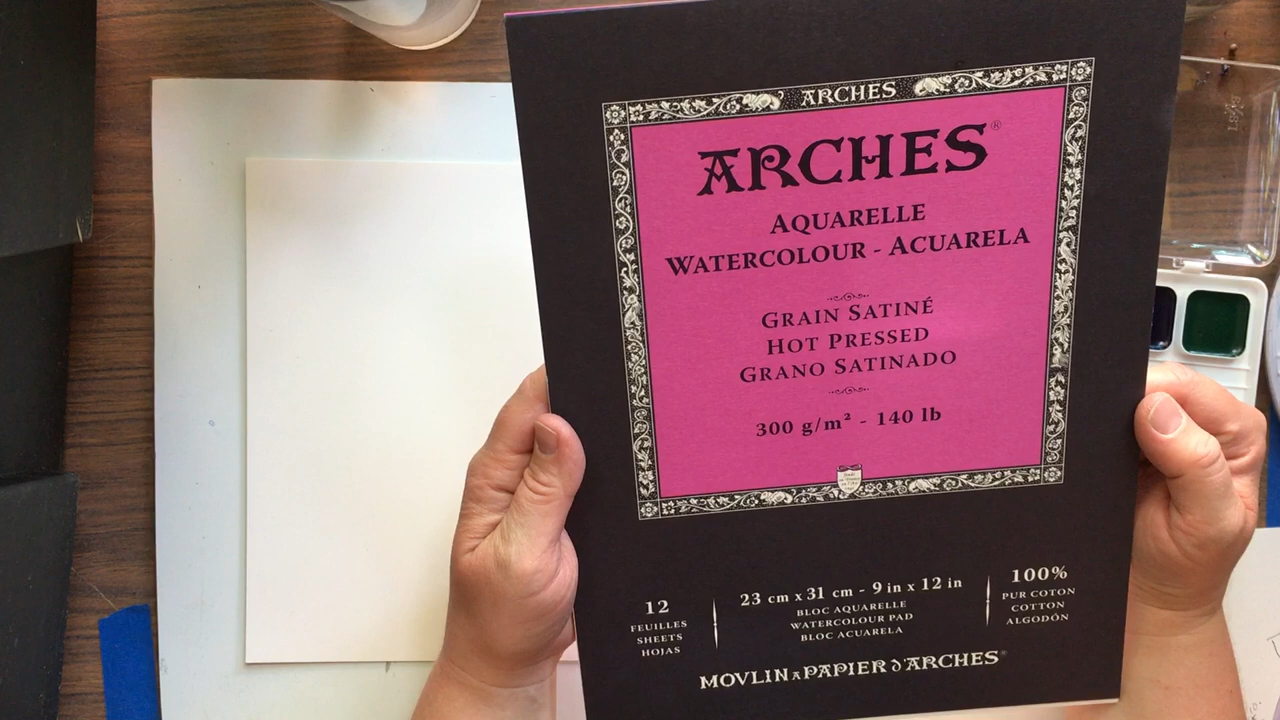 ARCHES
ARCHES®
AQUARELLE
WATERCOLOUR - ACUARELA
GRAIN SATINÉ
HOT PRESSED
GRANO SATINADO
300 g/m² - 140 lb
12
FEUILLES
SHEETS
HOJAS
23 cm x 31 cm - 9 in x 12 in
BLOC AQUARELLE
WATERCOLOUR PAD
BLOC ACUARELA
100%
PUR COTON
COTTON
ALGODÓN
MOVLIN A PAPIER d'ARCHES®